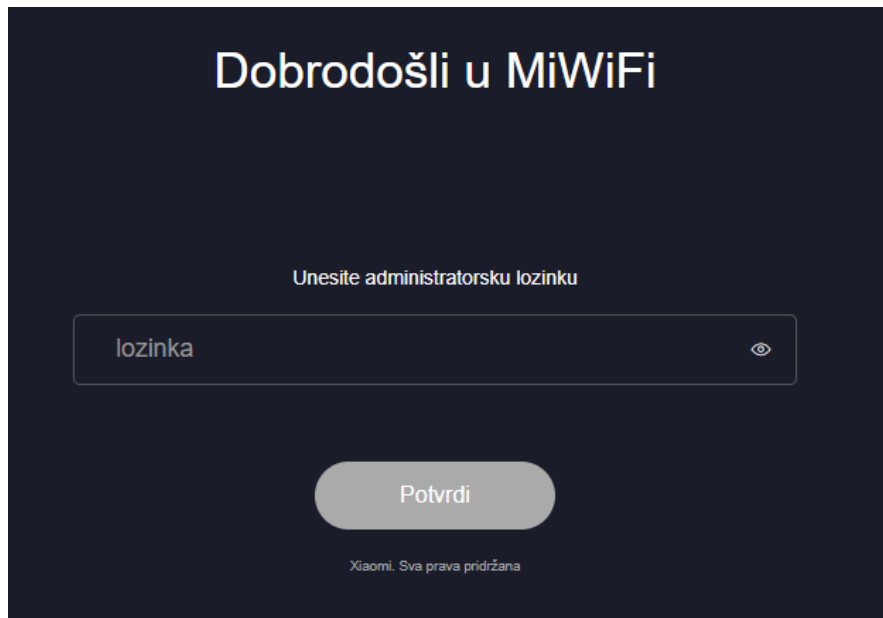 Dobrodošli u MiWiFi
Unesite administratorsku lozinku
lozinka
Potvrdi
Xiaomi. Sva prava pridržana